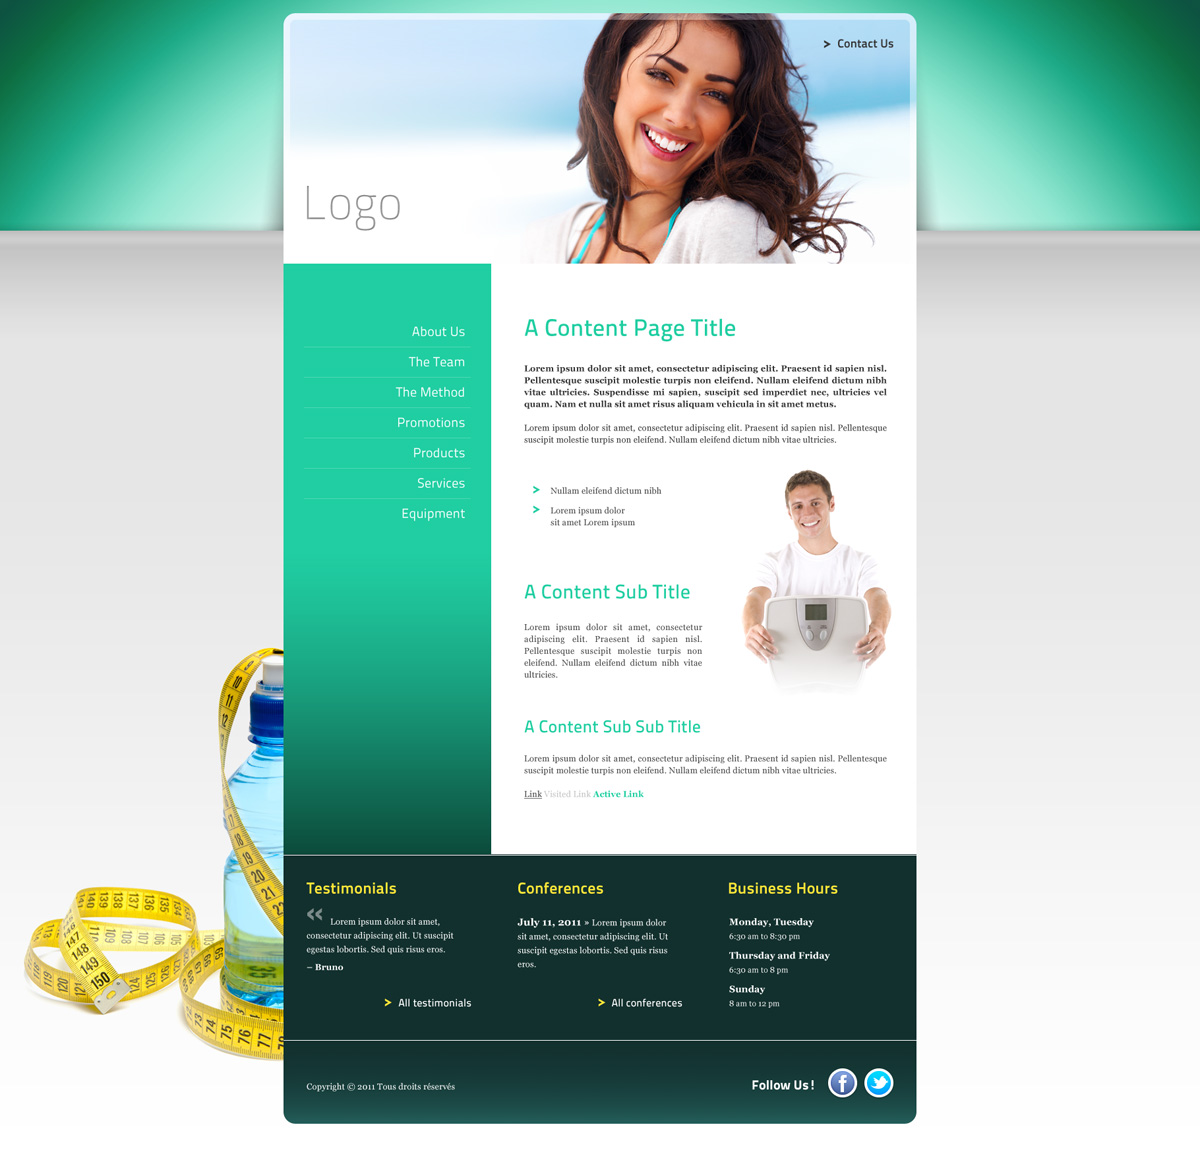 > Contact Us
Logo
About Us
The Team
The Method
Promotions
Products
Services
Equipment
A Content Page Title
Lorem ipsum dolor sit amet, consectetur adipiscing elit. Praesent id sapien nisl.
Pellentesque suscipit molestie turpis non eleifend. Nullam eleifend dictum nibh
vitae ultricies. Suspendisse mi sapien, suscipit sed imperdiet nec, ultricies vel
quam. Nam et nulla sit amet risus aliquam vehicula in sit amet metus.
Lorem ipsum dolor sit amet, consectetur adipiscing elit. Praesent id sapien nisl. Pellentesque
suscipit molestie turpis non eleifend. Nullam eleifend dictum nibh vitae ultricies.
> Nullam eleifend dictum nibh
> Lorem ipsum dolor
sit amet Lorem ipsum
A Content Sub Title
Lorem ipsum dolor sit amet, consectetur
adipiscing elit. Praesent id sapien nisl.
Pellentesque suscipit molestie turpis non
eleifend. Nullam eleifend dictum nibh vitae
ultricies.
A Content Sub Sub Title
Lorem ipsum dolor sit amet, consectetur adipiscing elit. Praesent id sapien nisl. Pellentesque
suscipit molestie turpis non eleifend. Nullam eleifend dictum nibh vitae ultricies.
Link Visited Link Active Link
Testimonials
« Lorem ipsum dolor sit amet,
consectetur adipiscing elit. Ut suscipit
egestas lobortis. Sed quis risus eros.
– Bruno
> All testimonials
Conferences
July 11, 2011 » Lorem ipsum dolor
sit amet, consectetur adipiscing elit. Ut
suscipit egestas lobortis. Sed quis risus
eros.
> All conferences
Business Hours
Monday, Tuesday
6:30 am to 8:30 pm
Thursday and Friday
6:30 am to 8 pm
Sunday
8 am to 12 pm
Copyright © 2011 Tous droits réservés
Follow Us !
f